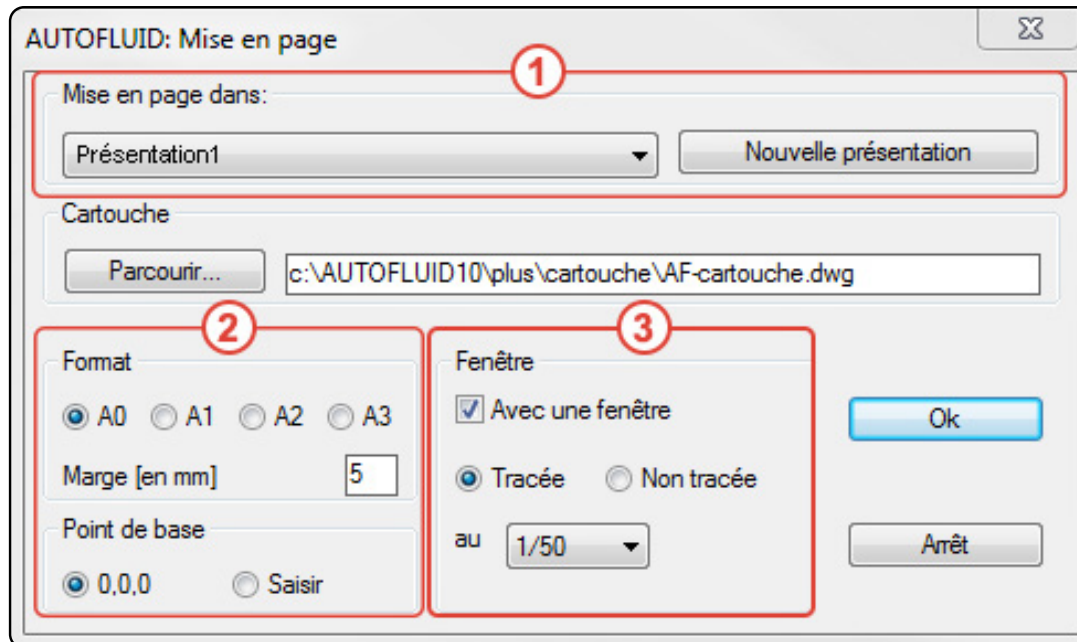 AUTOFLUID: Mise en page
1
Mise en page dans:
Présentation1
Nouvelle présentation
Cartouche
Parcourir...
c:\AUTOFLUID10\plus\cartouche\AF-cartouche.dwg
2
3
Format
A0 A1 A2 A3
Marge [en mm] 5
Point de base
0,0,0 Saisir
Fenêtre
Avec une fenêtre
Tracée Non tracée
au 1/50
Ok
Arrêt